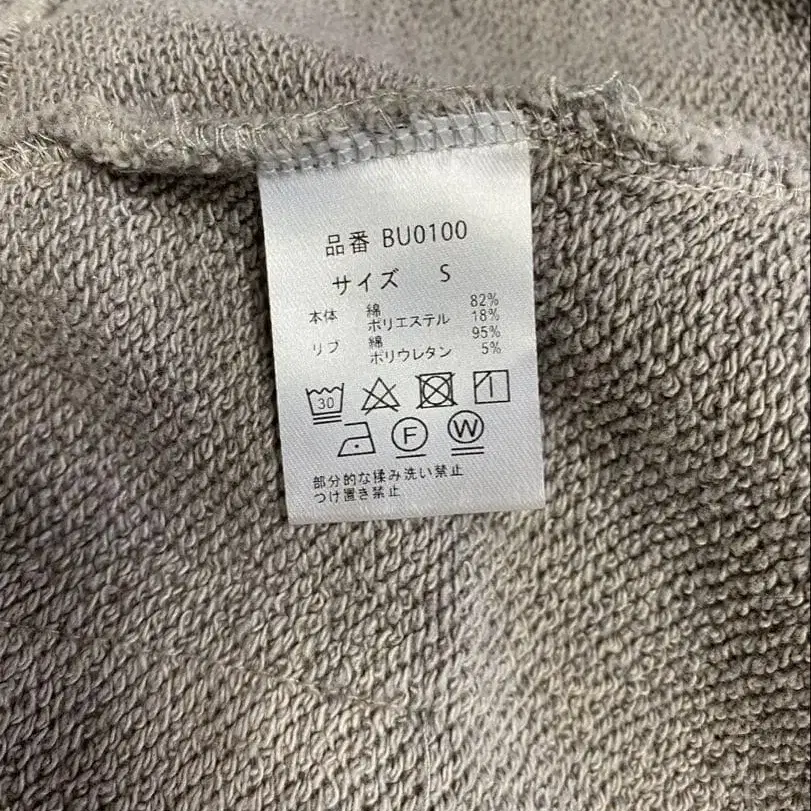 品番 BU0100
サイズ S
本体 綿 82%
ポリエステル 18%
リブ 綿 95%
ポリウレタン 5%
30
F W
部分的な揉み洗い禁止
つけ置き禁止